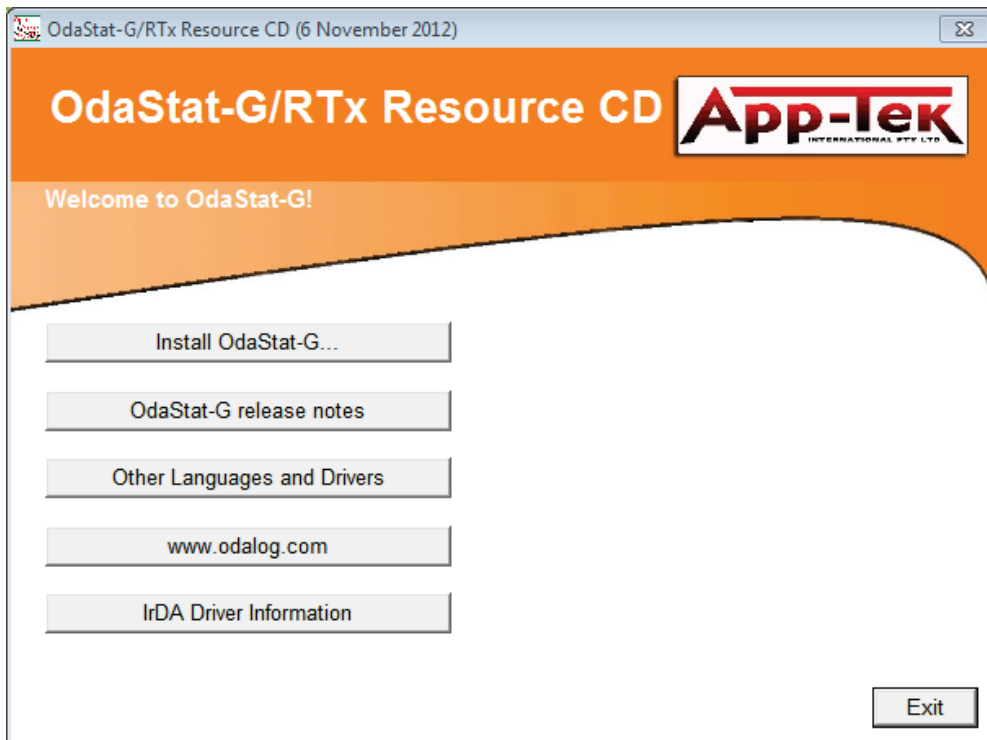 OdaStat-G/RTx Resource CD (6 November 2012)
OdaStat-G/RTx Resource CD
App-Tek
INTERNATIONAL PTY LTD
Welcome to OdaStat-G!
Install OdaStat-G...
OdaStat-G release notes
Other Languages and Drivers
www.odalog.com
IrDA Driver Information
Exit